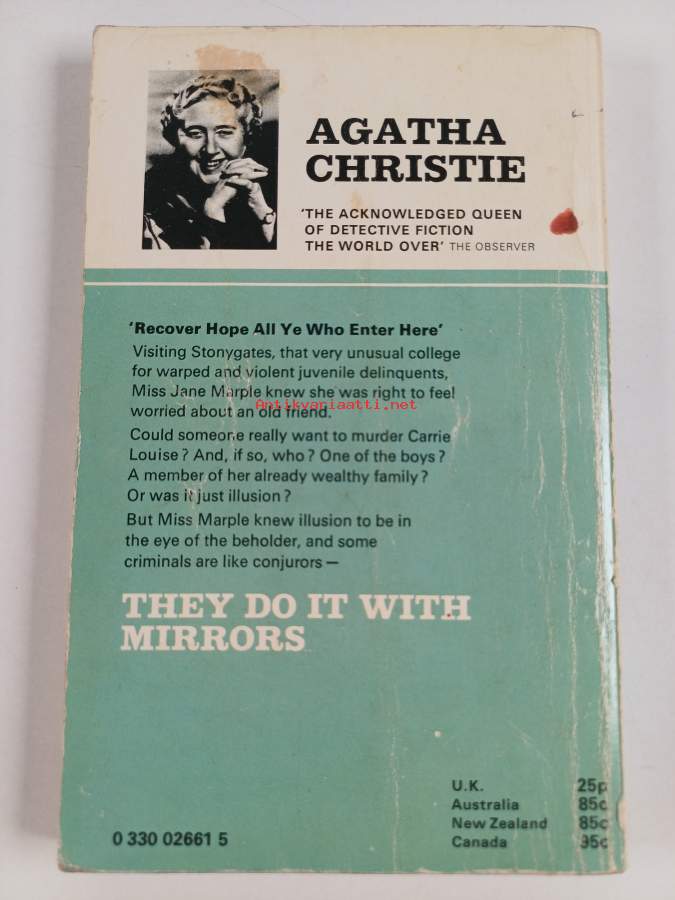 AGATHA
CHRISTIE
'THE ACKNOWLEDGED QUEEN
OF DETECTIVE FICTION
THE WORLD OVER' THE OBSERVER
'Recover Hope All Ye Who Enter Here'
Visiting Stonygates, that very unusual college
for warped and violent juvenile delinquents,
Miss Jane Marple knew she was right to feel
Antikvariaatti.net
worried about an old friend.
Could someone really want to murder Carrie
Louise? And, if so, who? One of the boys?
A member of her already wealthy family?
Or was it just illusion?
But Miss Marple knew illusion to be in
the eye of the beholder, and some
criminals are like conjurors—
THEY DO IT WITH
MIRRORS
U.K. 25p
Australia 85c
New Zealand 85c
Canada 95c
0 330 02661 5